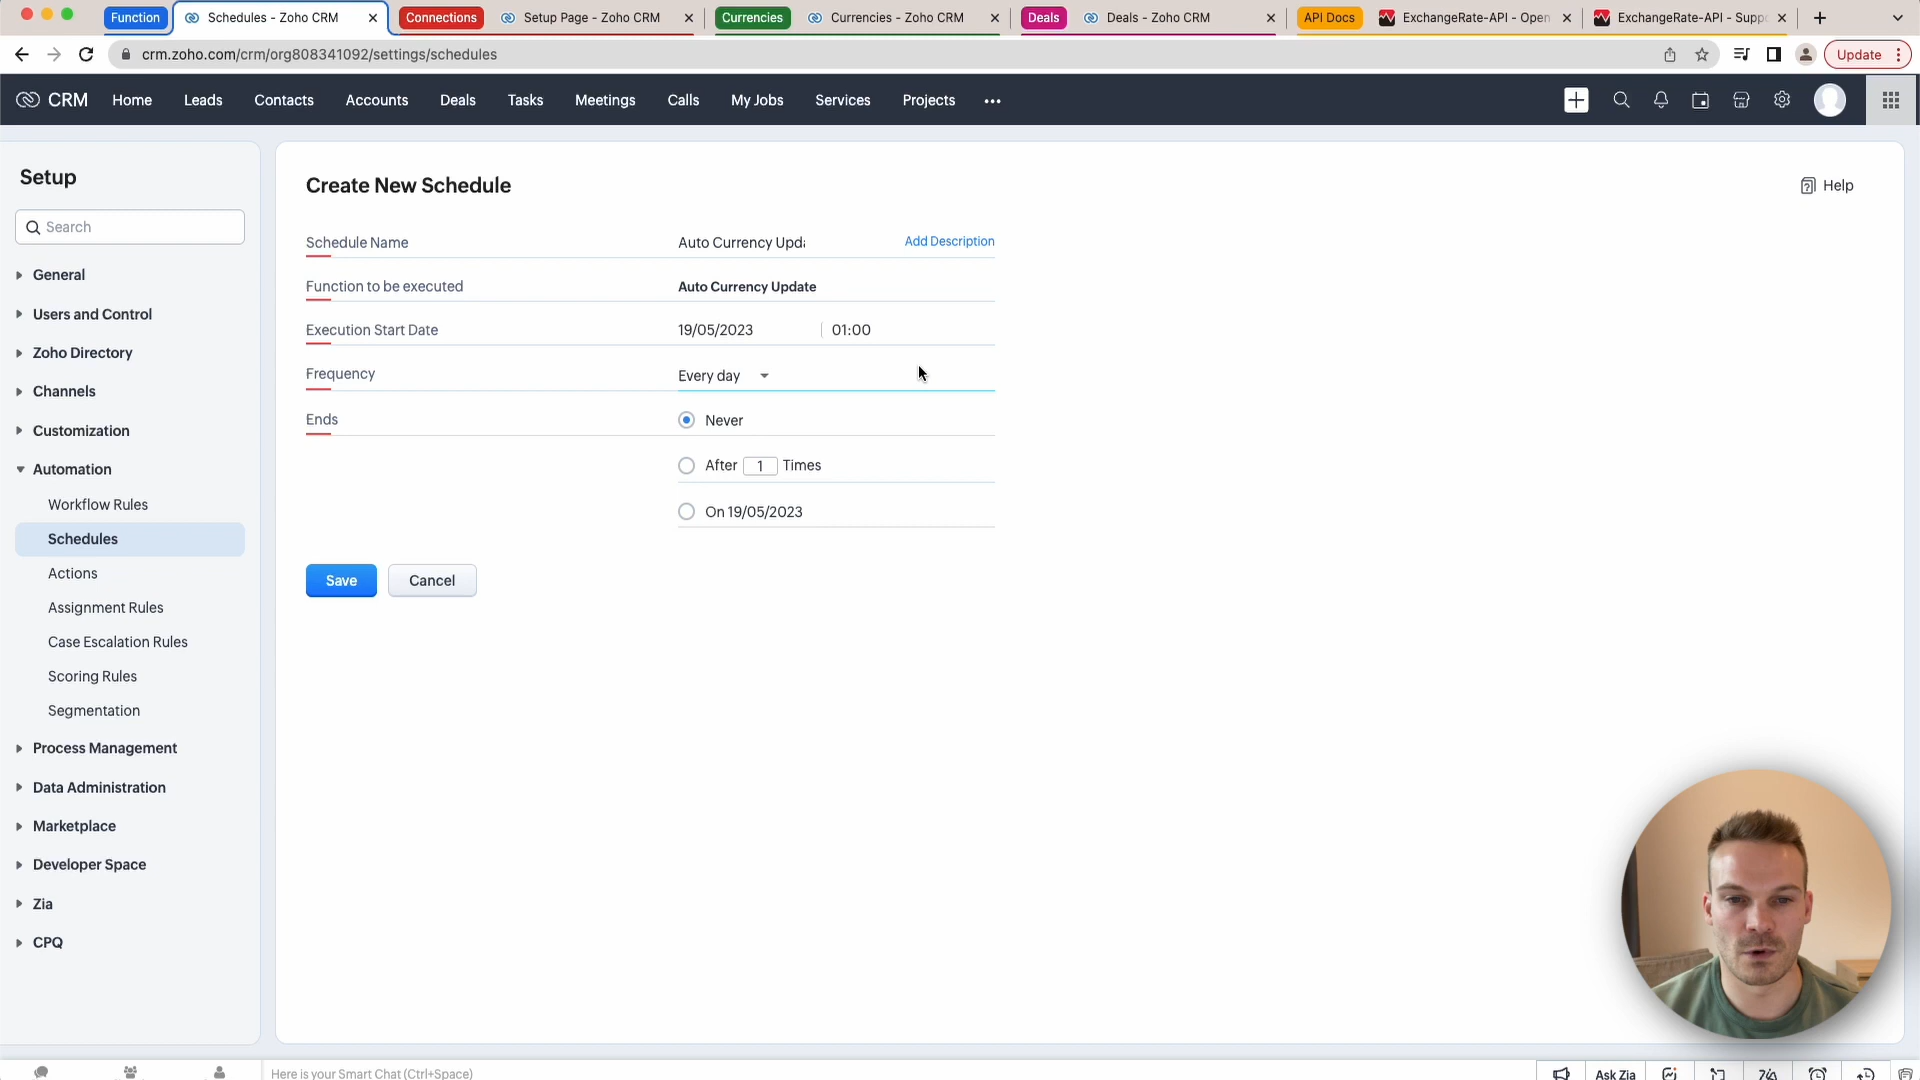 Function
Schedules - Zoho CRM
Connections
Setup Page - Zoho CRM
Currencies
Currencies - Zoho CRM
Deals
Deals - Zoho CRM
API Docs
ExchangeRate-API - Open
ExchangeRate-API - Supp
crm.zoho.com/crm/org808341092/settings/schedules
Update
CRM
Home
Leads
Contacts
Accounts
Deals
Tasks
Meetings
Calls
My Jobs
Services
Projects
Setup
Search
General
Users and Control
Zoho Directory
Channels
Customization
Automation
Workflow Rules
Schedules
Actions
Assignment Rules
Case Escalation Rules
Scoring Rules
Segmentation
Process Management
Data Administration
Marketplace
Developer Space
Zia
CPQ
Create New Schedule
Help
Schedule Name
Auto Currency Upda
Add Description
Function to be executed
Auto Currency Update
Execution Start Date
19/05/2023
01:00
Frequency
Every day
Ends
Never
After 1 Times
On 19/05/2023
Save
Cancel
Here is your Smart Chat (Ctrl+Space)
Ask Zia